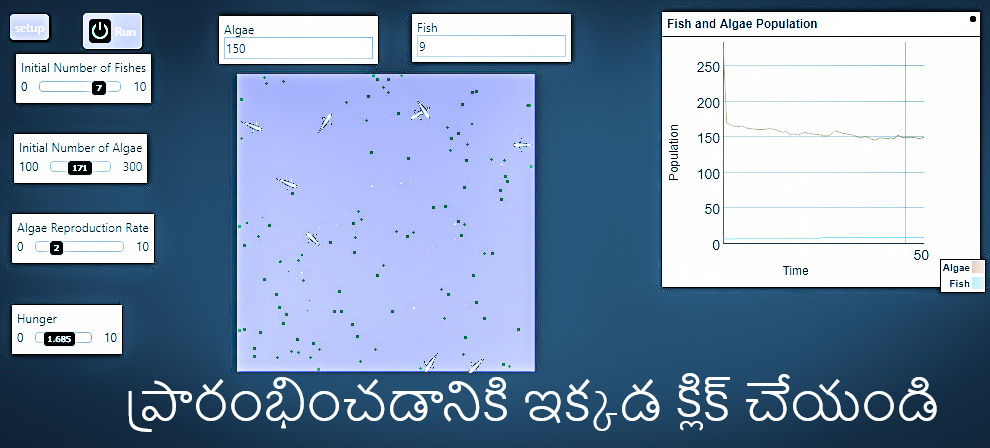 setup
Run
Initial Number of Fishes
0 7 10
Initial Number of Algae
100 171 300
Algae Reproduction Rate
0 2 10
Hunger
0 1.685 10
Algae
150
Fish
9
Fish and Algae Population
Population
250
200
150
100
50
0
50
Time
Algae
Fish
ప్రారంభించడానికి ఇక్కడ క్లిక్ చేయండి